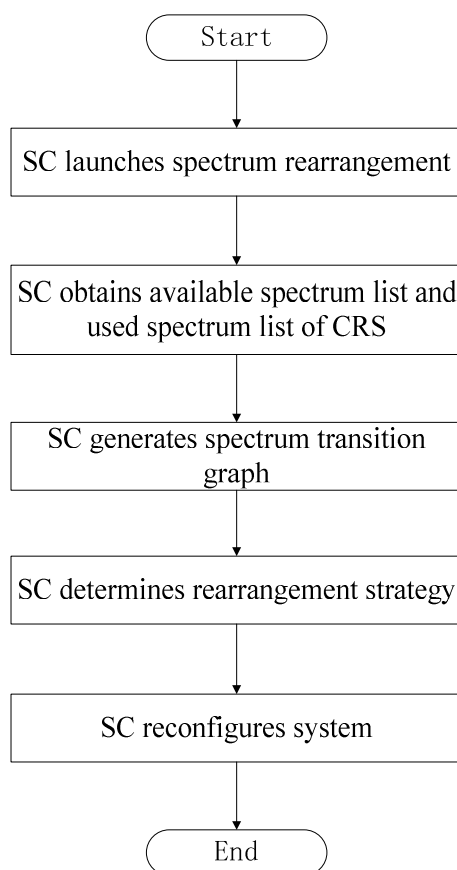 Start
SC launches spectrum rearrangement
SC obtains available spectrum list and
used spectrum list of CRS
SC generates spectrum transition
graph
SC determines rearrangement strategy
SC reconfigures system
End